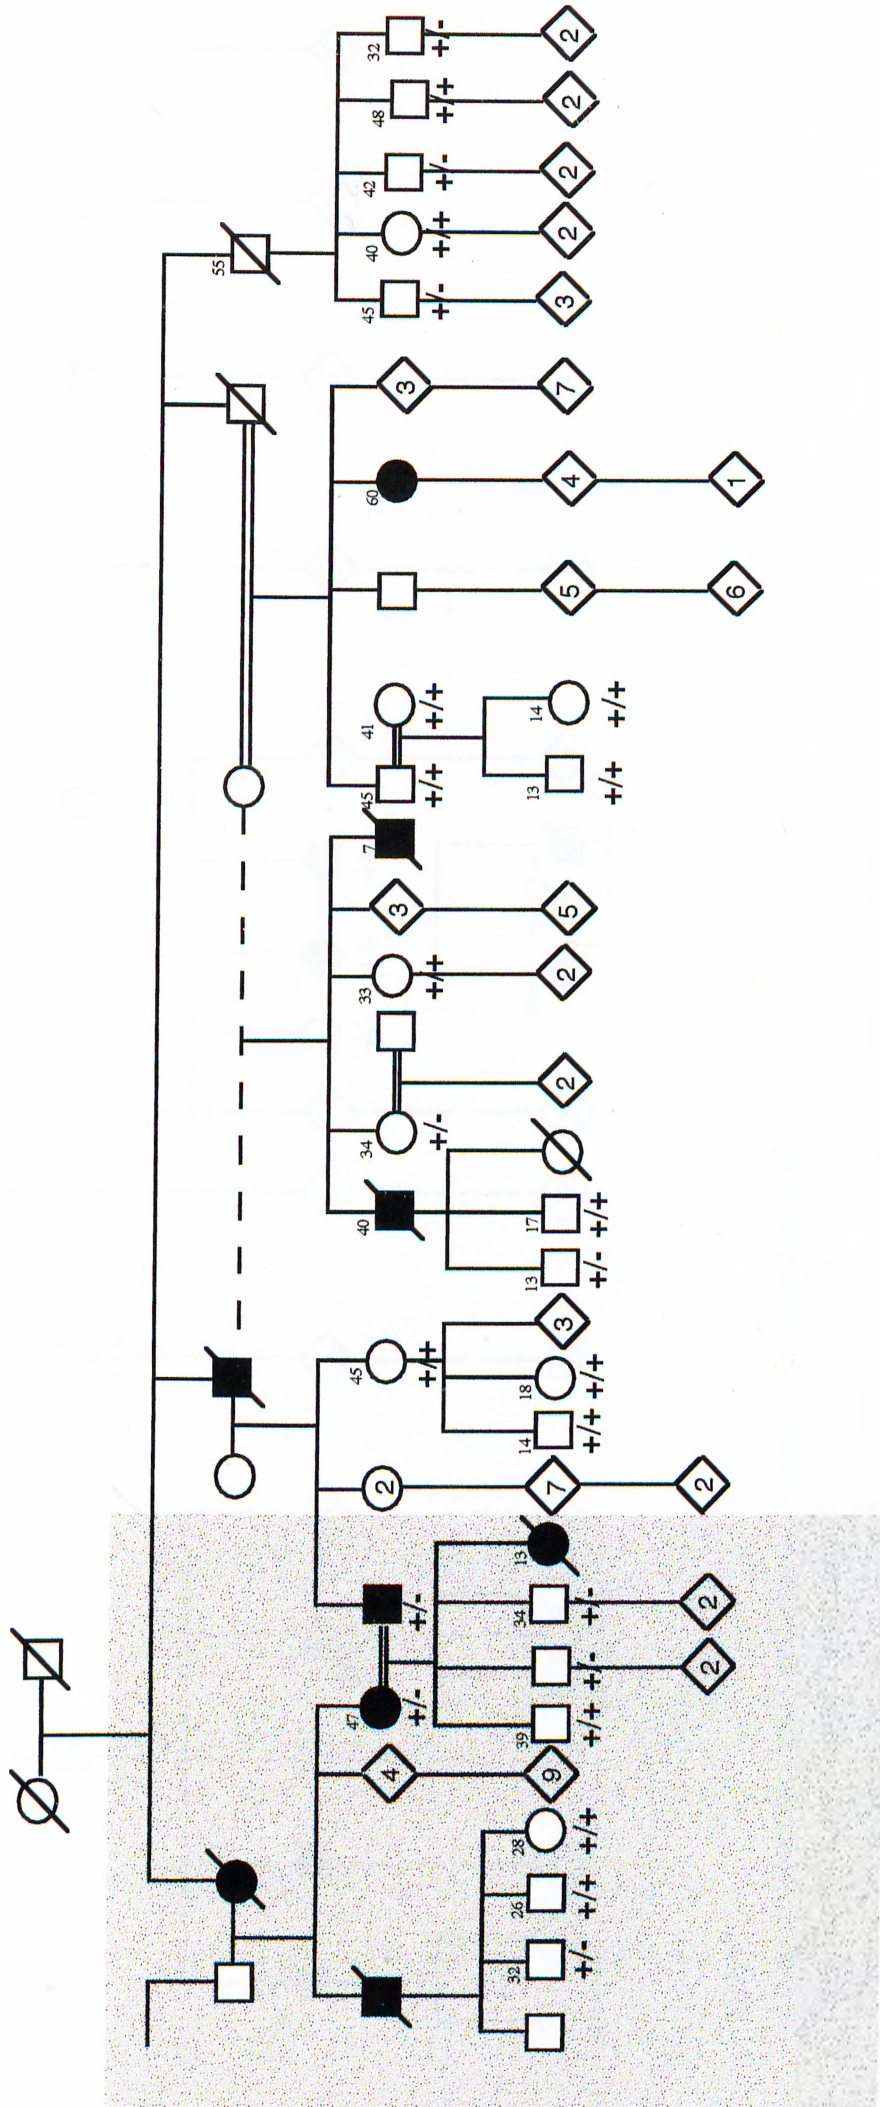 55
47 45 40 34 33 7 45 41 60 45 40 42 48 32
4 2 3 3
+/- +/- +/+ +/- +/+ +/+ +/+ +/- +/+ +/- +/+ +/-
32 26 28 39 34 13 14 18 13 17 13 14
9 7 3 2 2 5 5 4 7 3 2 2 2 2
+/- +/+ +/+ +/+ +/- +/- +/+ +/+ +/- +/+ +/+ +/+
2 2 2 6 1